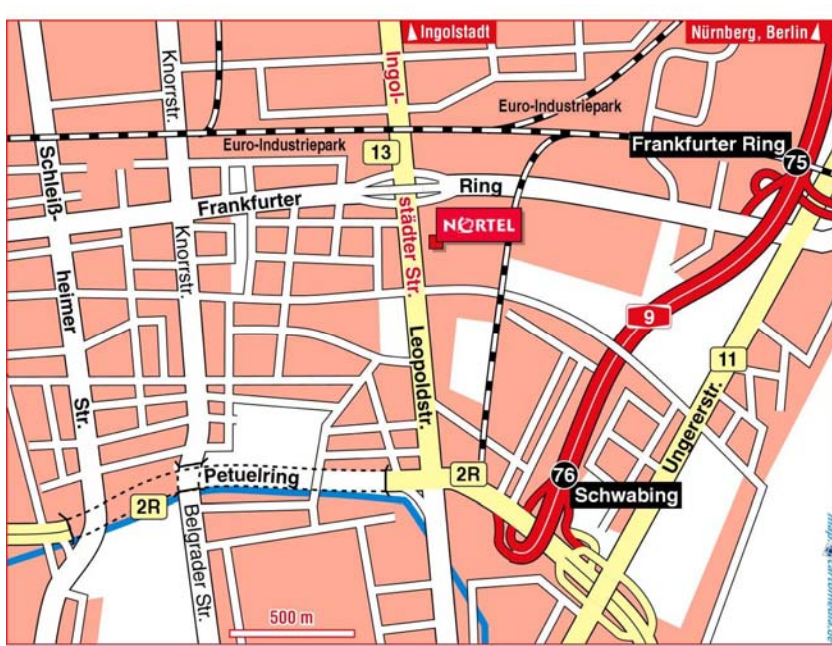 Ingolstadt
Nürnberg, Berlin
Knorrstr.
Ingol-
städter Str.
Euro-Industriepark
Euro-Industriepark
13
Frankfurter Ring
75
Schleiß-
heimer
Str.
Frankfurter
Ring
NORTEL
Knorrstr.
9
Leopoldstr.
11
Ungererstr.
Petuelring
2R
76
Schwabing
2R
Belgrader Str.
500 m